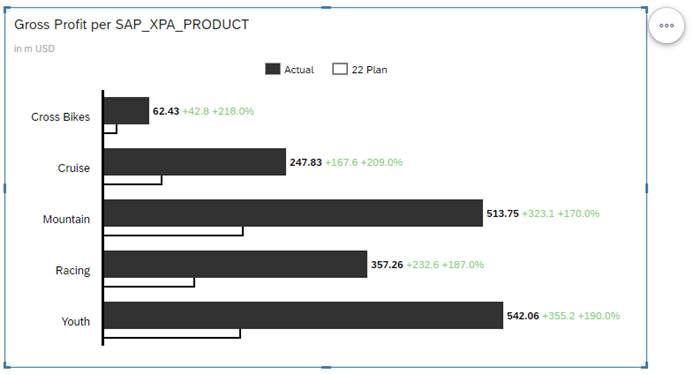 Gross Profit per SAP_XPA_PRODUCT
in m USD
Actual 22 Plan
Cross Bikes 62.43 +42.8 +218.0%
Cruise 247.83 +167.6 +209.0%
Mountain 513.75 +323.1 +170.0%
Racing 357.26 +232.6 +187.0%
Youth 542.06 +355.2 +190.0%